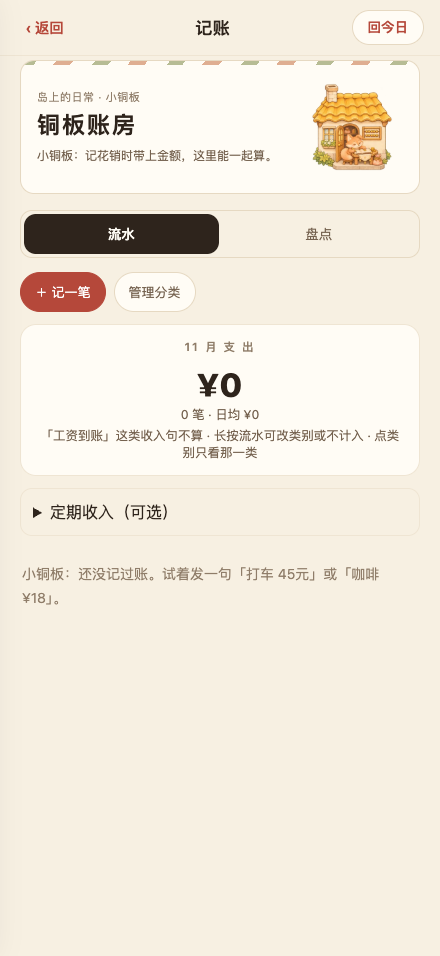 ‹ 返回
记账
回今日
岛上的日常 · 小铜板
铜板账房
小铜板：记花销时带上金额，这里能一起算。
流水
盘点
＋ 记一笔
管理分类
11 月 支 出
¥0
0 笔 · 日均 ¥0
「工资到账」这类收入句不算 · 长按流水可改类别或不计入 · 点类
别只看那一类
▶ 定期收入（可选）
小铜板：还没记过账。试着发一句「打车 45元」或「咖啡
¥18」。